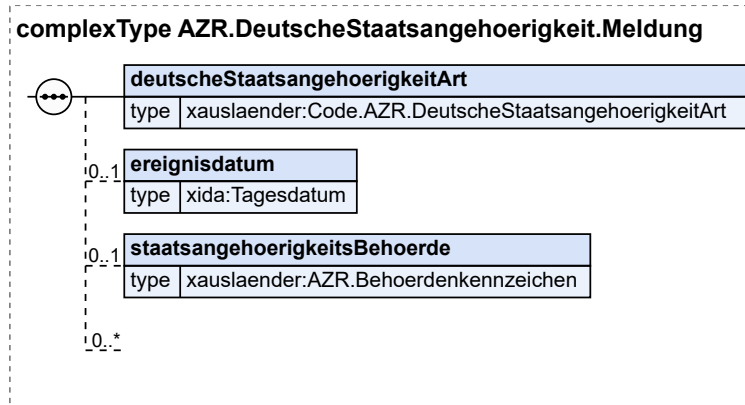 complexType AZR.DeutscheStaatsangehoerigkeit.Meldung
deutscheStaatsangehoerigkeitArt
type xauslaender:Code.AZR.DeutscheStaatsangehoerigkeitArt
0..1 ereignisdatum
type xida:Tagesdatum
0..1 staatsangehoerigkeitsBehoerde
type xauslaender:AZR.Behoerdenkennzeichen
0..*